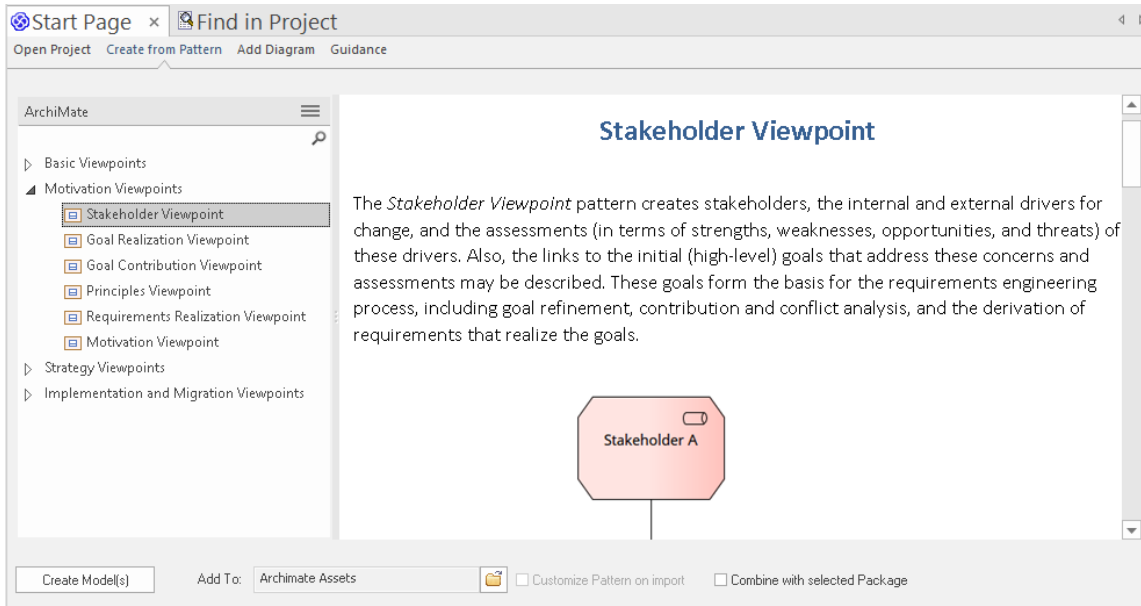 Start Page × Find in Project
Open Project Create from Pattern Add Diagram Guidance
ArchiMate
Basic Viewpoints
Motivation Viewpoints
Stakeholder Viewpoint
Goal Realization Viewpoint
Goal Contribution Viewpoint
Principles Viewpoint
Requirements Realization Viewpoint
Motivation Viewpoint
Strategy Viewpoints
Implementation and Migration Viewpoints
Stakeholder Viewpoint
The Stakeholder Viewpoint pattern creates stakeholders, the internal and external drivers for
change, and the assessments (in terms of strengths, weaknesses, opportunities, and threats) of
these drivers. Also, the links to the initial (high-level) goals that address these concerns and
assessments may be described. These goals form the basis for the requirements engineering
process, including goal refinement, contribution and conflict analysis, and the derivation of
requirements that realize the goals.
Stakeholder A
Create Model(s) Add To: Archimate Assets Customize Pattern on import Combine with selected Package